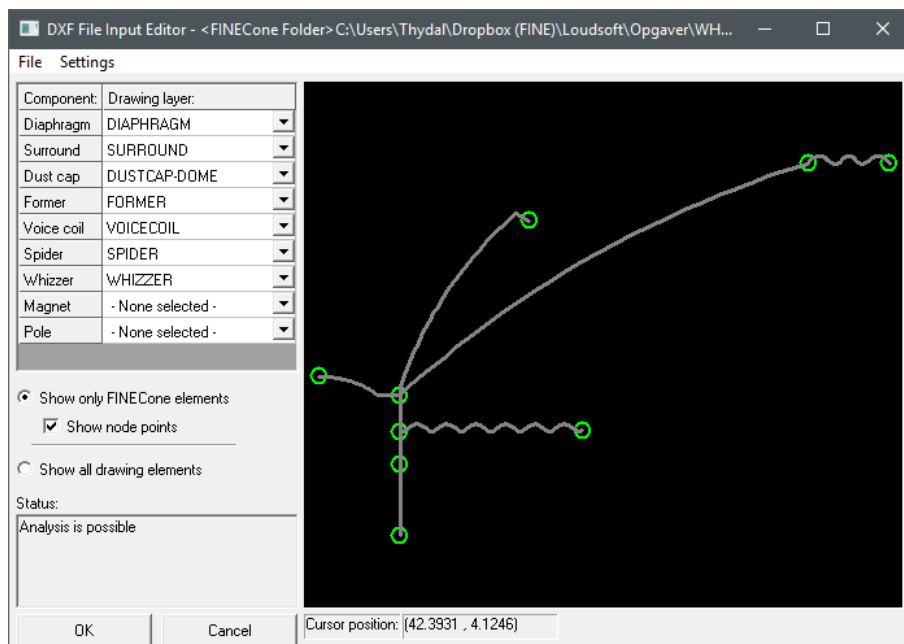 DXF File Input Editor - <FINECone Folder>C:\Users\Thydal\Dropbox (FINE)\Loudsoft\Opgaver\WH...
File Settings
Component: Drawing layer:
Diaphragm DIAPHRAGM
Surround SURROUND
Dust cap DUSTCAP-DOME
Former FORMER
Voice coil VOICECOIL
Spider SPIDER
Whizzer WHIZZER
Magnet - None selected -
Pole - None selected -
Show only FINECone elements
Show node points
Show all drawing elements
Status:
Analysis is possible
OK Cancel Cursor position: (42.3931 , 4.1246)